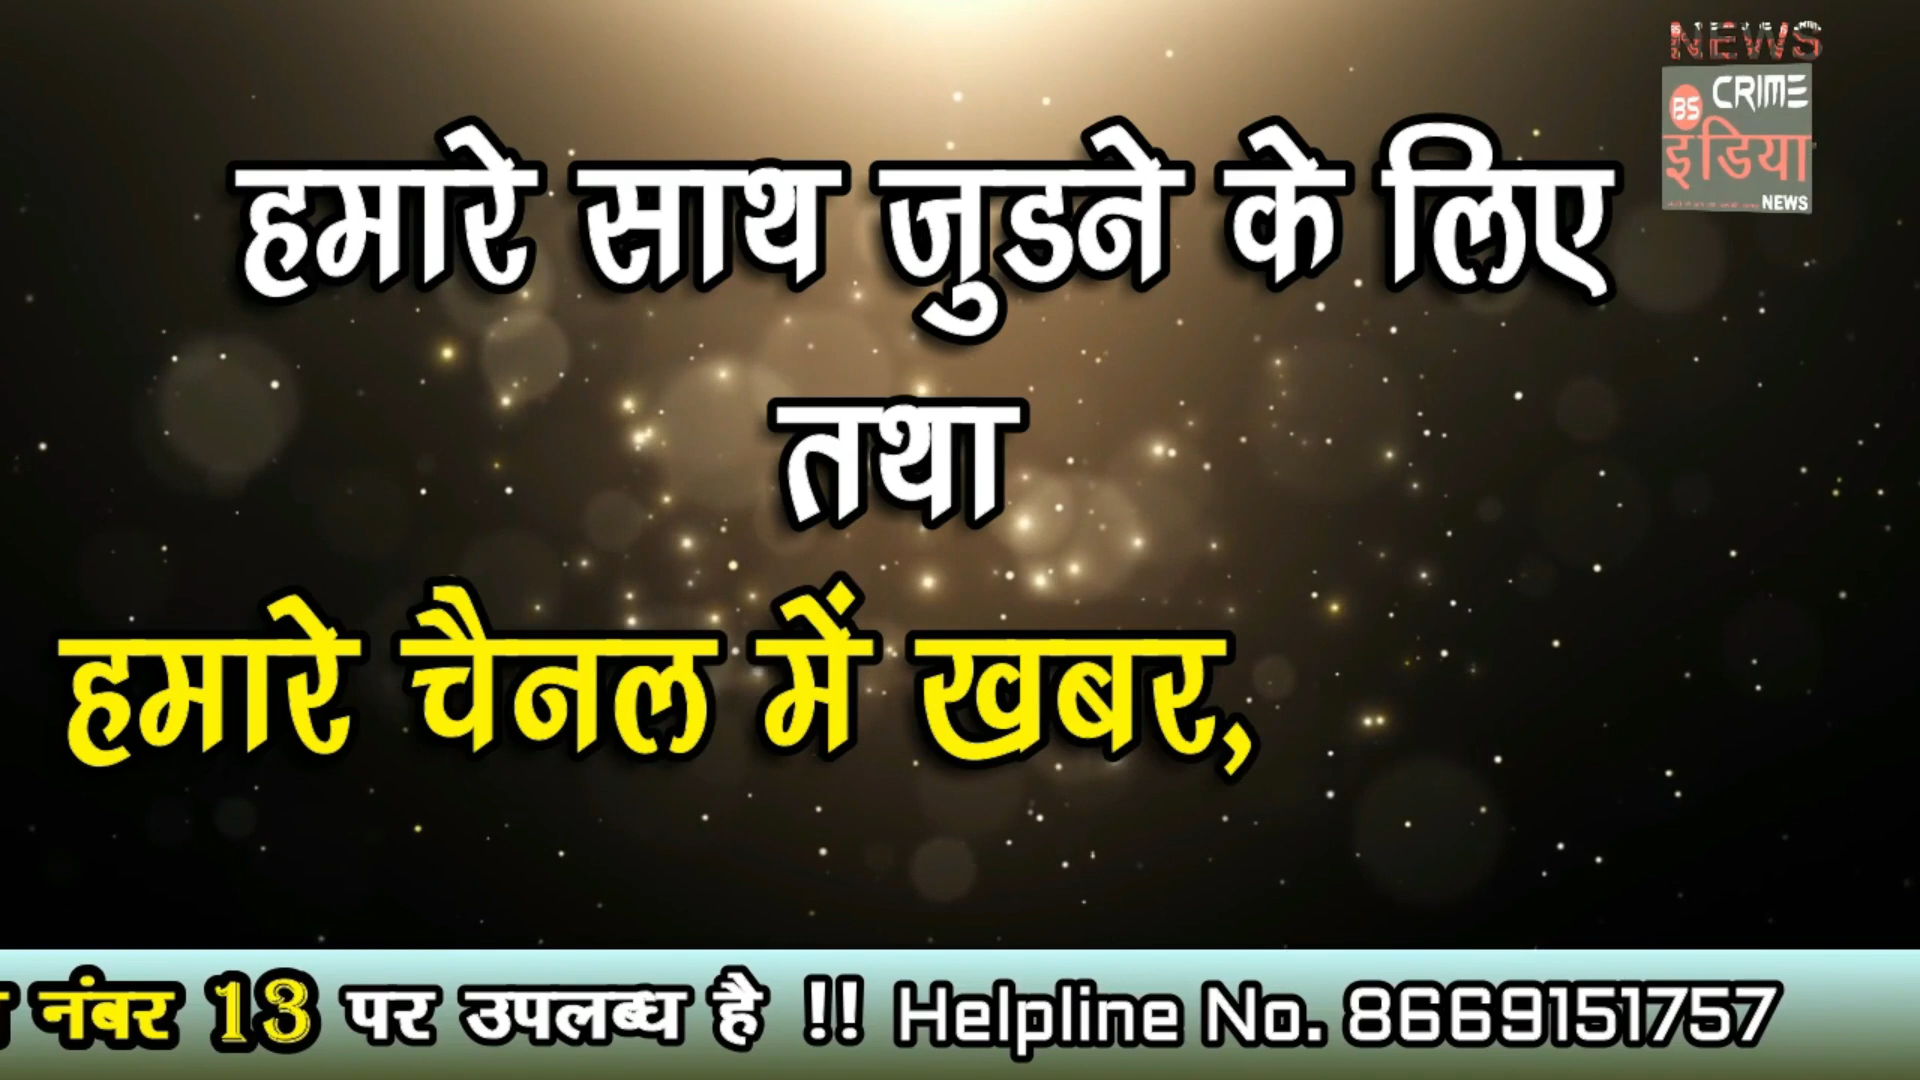 NEWS
BS CRIME
इंडिया
NEWS
हमारे साथ जुडने के लिए
तथा
हमारे चैनल में खबर,
नंबर 13 पर उपलब्ध है !! Helpline No. 8669151757